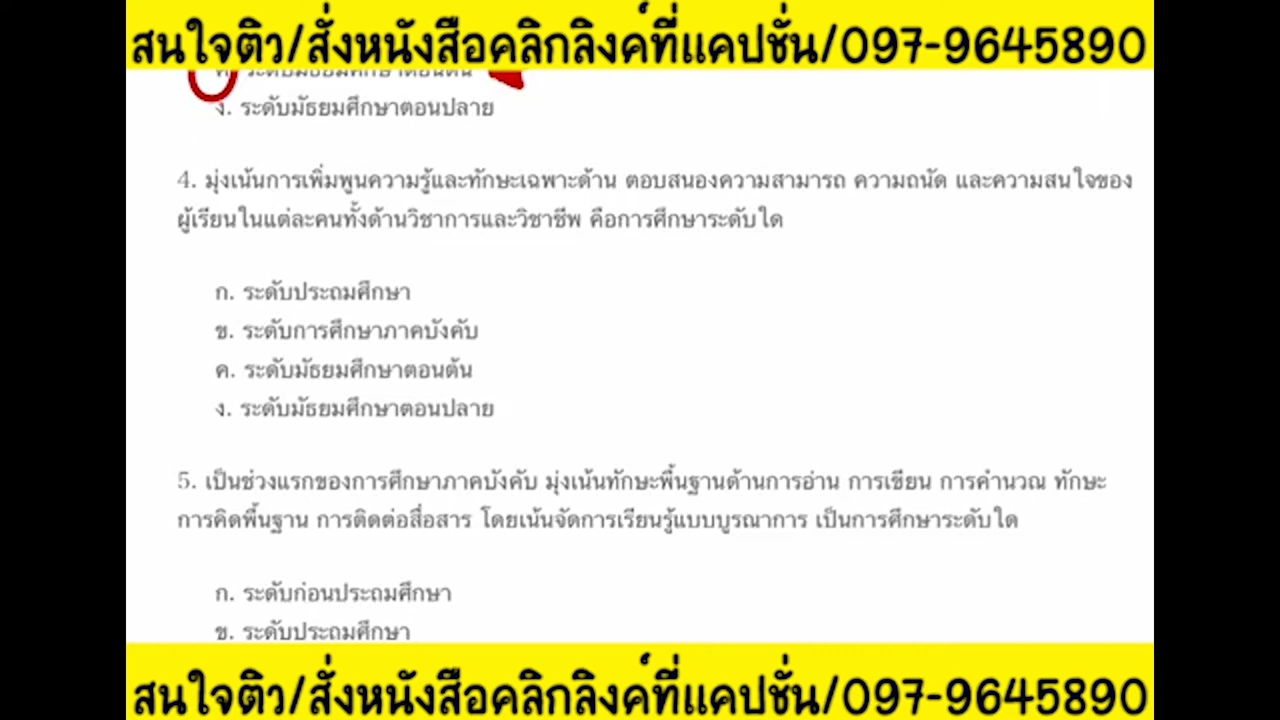 สนใจติว/สั่งหนังสือคลิกลิงค์ที่แคปชั่น/097-9645890
ค. ระดับมัธยมศึกษาตอนต้น
ง. ระดับมัธยมศึกษาตอนปลาย
4. มุ่งเน้นการเพิ่มพูนความรู้และทักษะเฉพาะด้าน ตอบสนองความสามารถ ความถนัด และความสนใจของ
ผู้เรียนในแต่ละคนทั้งด้านวิชาการและวิชาชีพ คือการศึกษาระดับใด
ก. ระดับประถมศึกษา
ข. ระดับการศึกษาภาคบังคับ
ค. ระดับมัธยมศึกษาตอนต้น
ง. ระดับมัธยมศึกษาตอนปลาย
5. เป็นช่วงแรกของการศึกษาภาคบังคับ มุ่งเน้นทักษะพื้นฐานด้านการอ่าน การเขียน การคำนวณ ทักษะ
การคิดพื้นฐาน การติดต่อสื่อสาร โดยเน้นจัดการเรียนรู้แบบบูรณาการ เป็นการศึกษาระดับใด
ก. ระดับก่อนประถมศึกษา
ข. ระดับประถมศึกษา
สนใจติว/สั่งหนังสือคลิกลิงค์ที่แคปชั่น/097-9645890